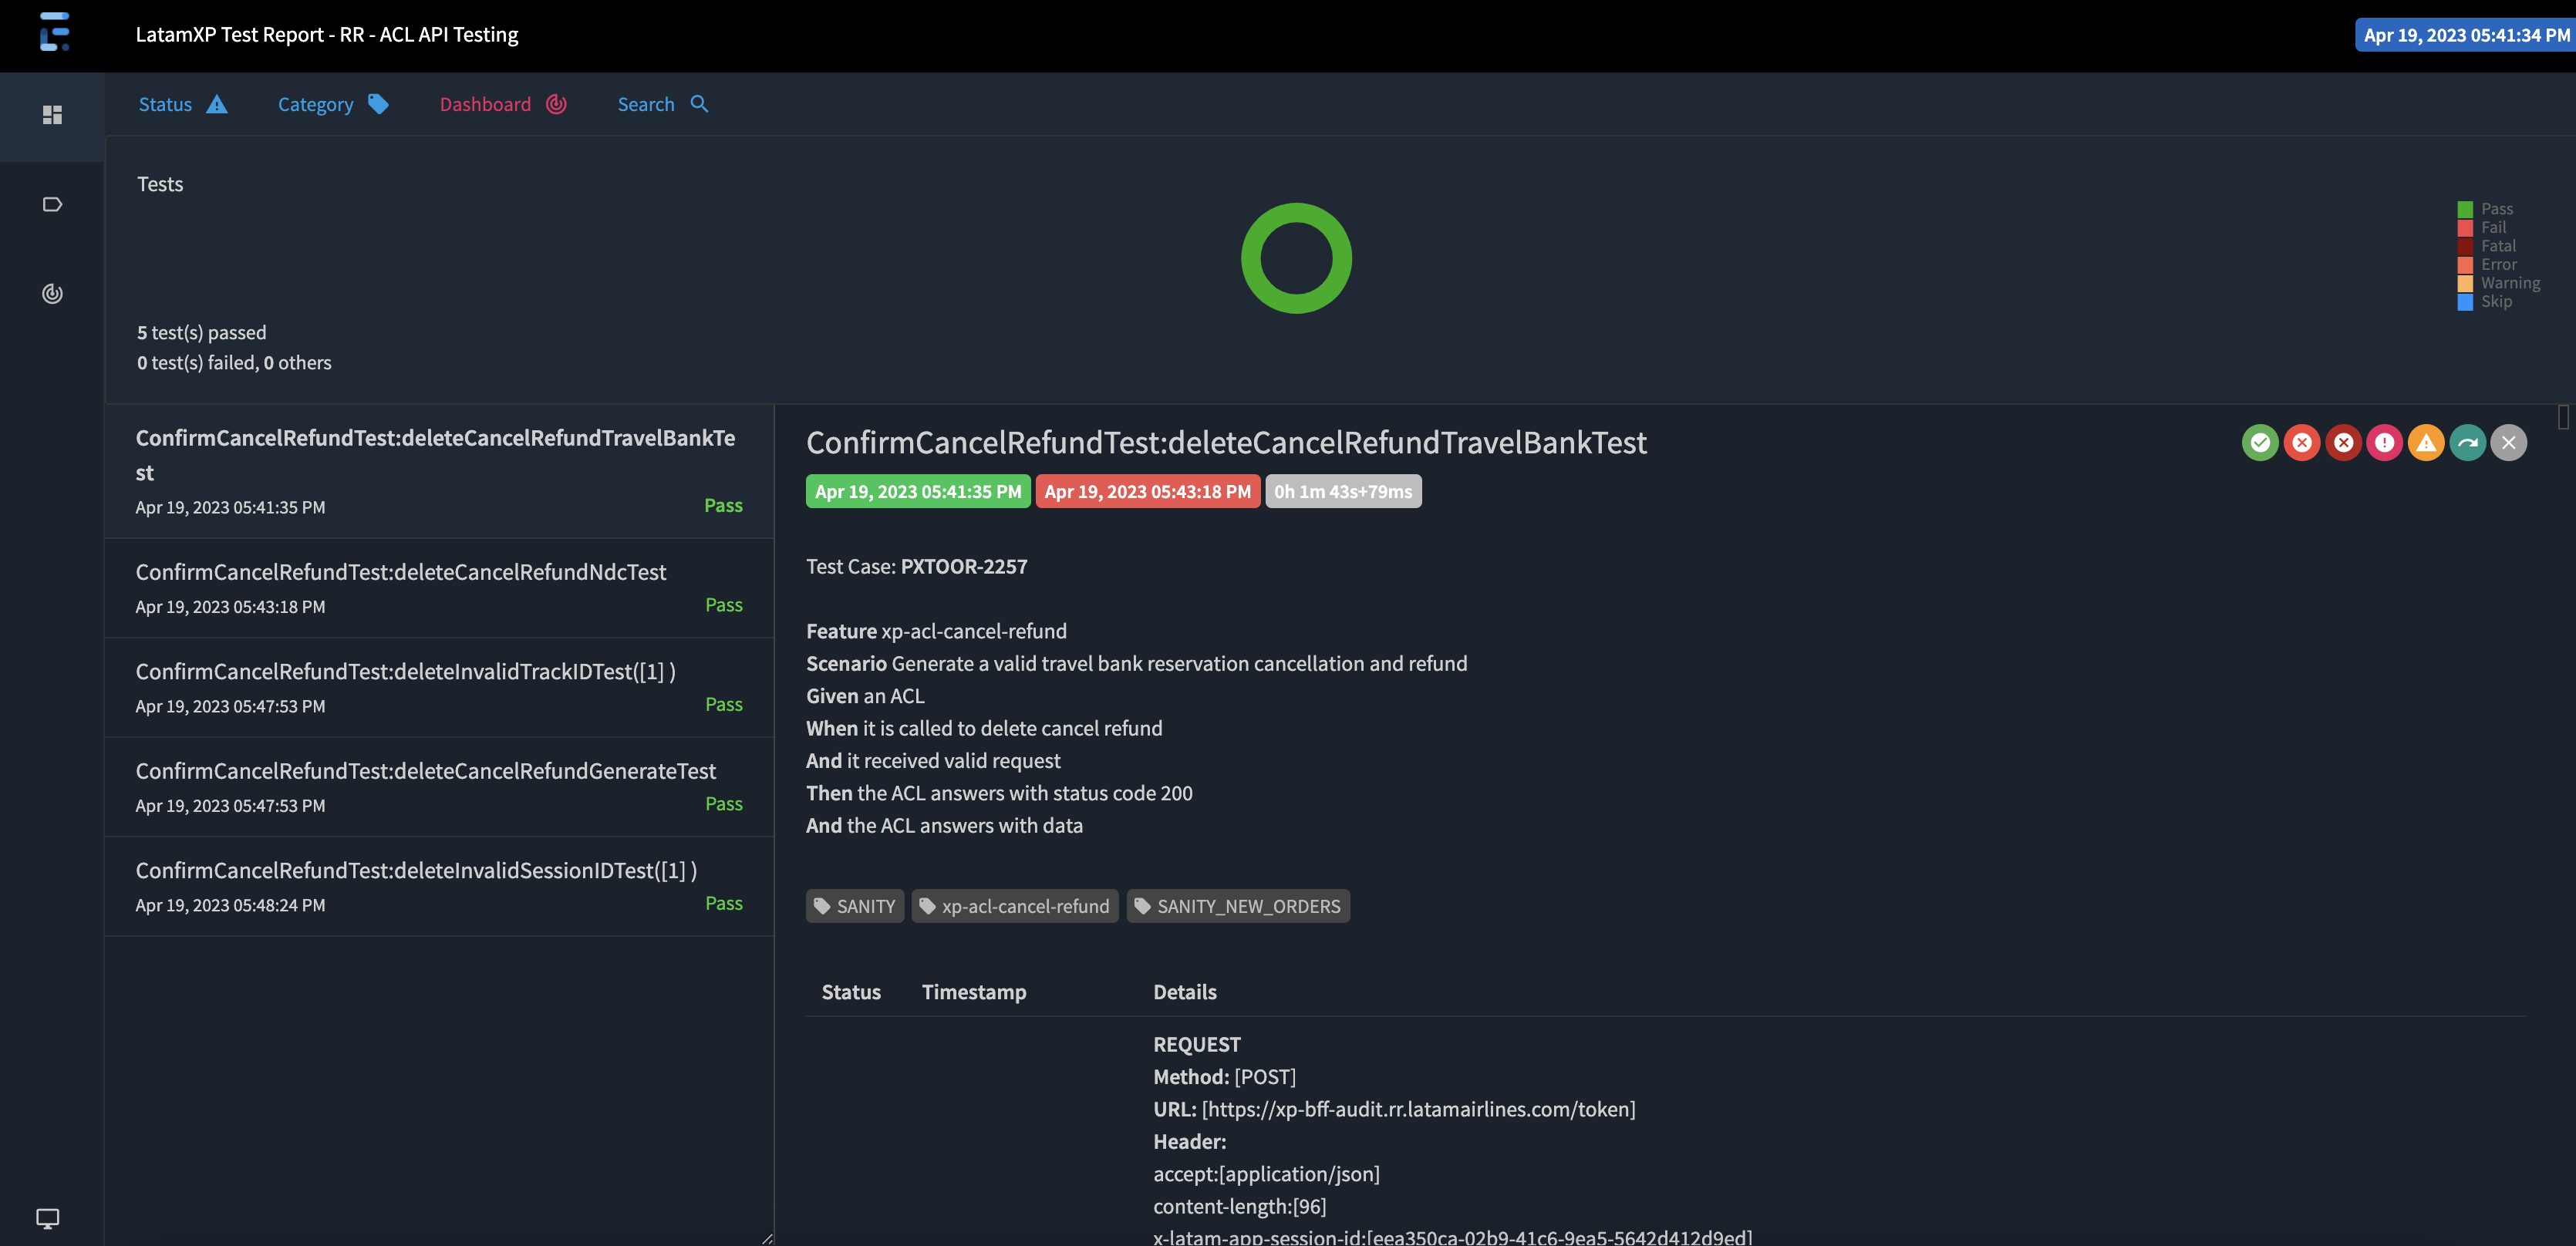 LatamXP Test Report - RR - ACL API Testing
Apr 19, 2023 05:41:34 PM
Status
Category
Dashboard
Search
Tests
Pass
Fail
Fatal
Error
Warning
Skip
5 test(s) passed
0 test(s) failed, 0 others
ConfirmCancelRefundTest:deleteCancelRefundTravelBankTe
st
Apr 19, 2023 05:41:35 PM
Pass
ConfirmCancelRefundTest:deleteCancelRefundNdcTest
Apr 19, 2023 05:43:18 PM
Pass
ConfirmCancelRefundTest:deleteInvalidTrackIDTest([1] )
Apr 19, 2023 05:47:53 PM
Pass
ConfirmCancelRefundTest:deleteCancelRefundGenerateTest
Apr 19, 2023 05:47:53 PM
Pass
ConfirmCancelRefundTest:deleteInvalidSessionIDTest([1] )
Apr 19, 2023 05:48:24 PM
Pass
ConfirmCancelRefundTest:deleteCancelRefundTravelBankTest
Apr 19, 2023 05:41:35 PM Apr 19, 2023 05:43:18 PM 0h 1m 43s+79ms
Test Case: PXTOOR-2257
Feature xp-acl-cancel-refund
Scenario Generate a valid travel bank reservation cancellation and refund
Given an ACL
When it is called to delete cancel refund
And it received valid request
Then the ACL answers with status code 200
And the ACL answers with data
SANITY xp-acl-cancel-refund SANITY_NEW_ORDERS
Status Timestamp Details
REQUEST
Method: [POST]
URL: [https://xp-bff-audit.rr.latamairlines.com/token]
Header:
accept:[application/json]
content-length:[96]
x-latam-app-session-id:[eea350ca-02b9-41c6-9ea5-5642d412d9ed]